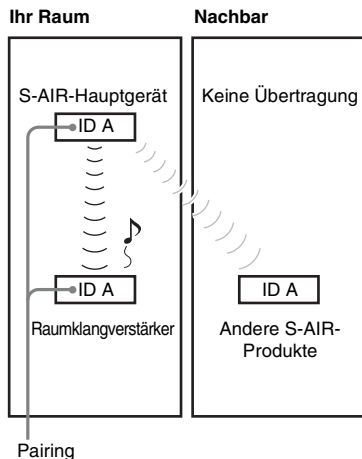 Ihr Raum
Nachbar
S-AIR-Hauptgerät
Keine Übertragung
ID A
ID A
ID A
Raumklangverstärker
Andere S-AIR-
Produkte
Pairing